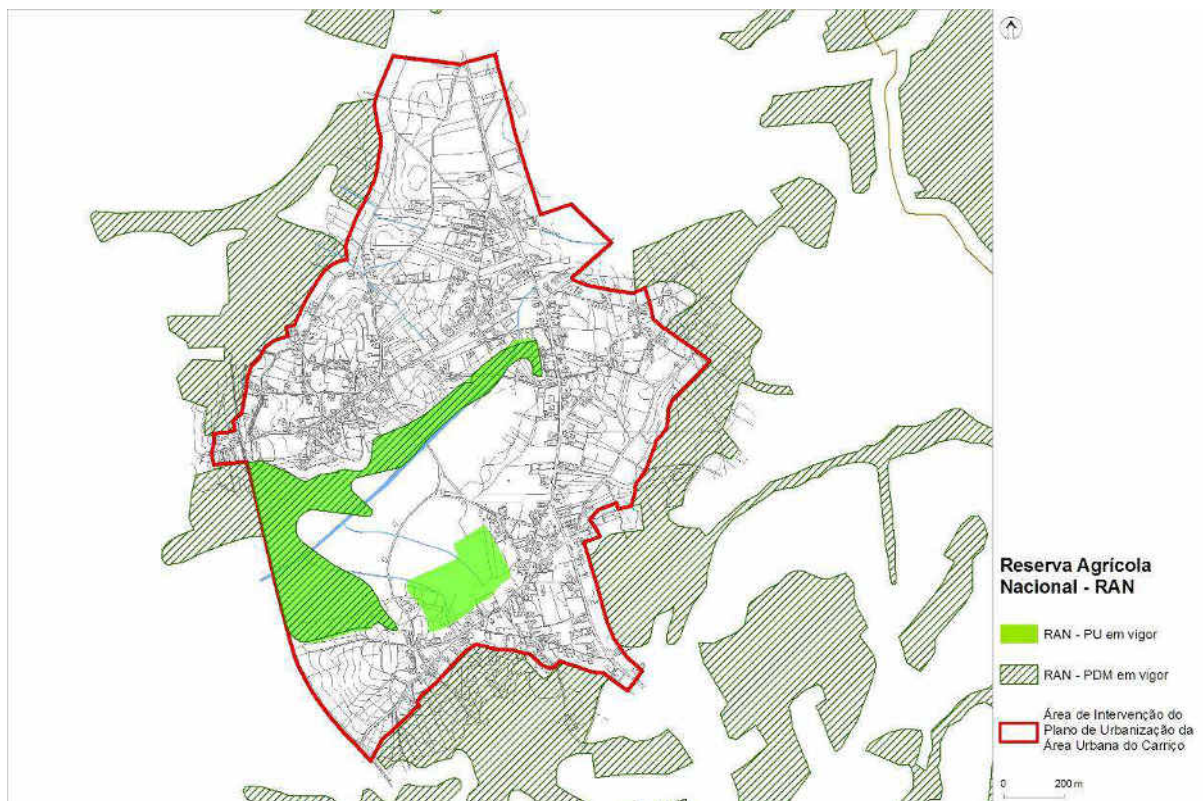 Reserva Agrícola
Nacional - RAN
RAN - PU em vigor
RAN - PDM em vigor
Área de Intervenção do
Plano de Urbanização da
Área Urbana do Carriço
0 200 m